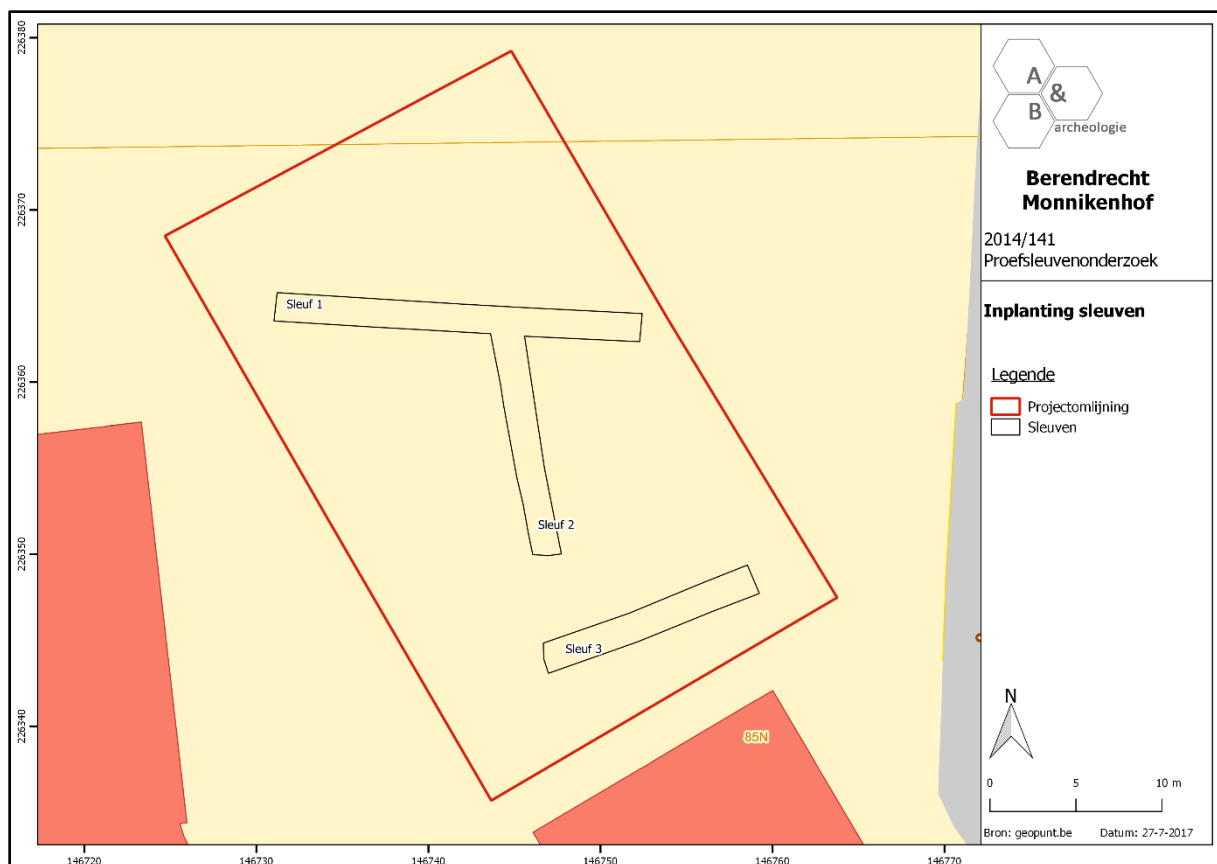 226380
226370
226360
226350
226340
146720
146730
146740
146750
146760
146770
Sleuf 1
Sleuf 2
Sleuf 3
85N
A
&
B
archeologie
Berendrecht
Monnikenhof
2014/141
Proefsleuvenonderzoek
Inplanting sleuven
Legende
Projectomlijning
Sleuven
N
0 5 10 m
Bron: geopunt.be Datum: 27-7-2017